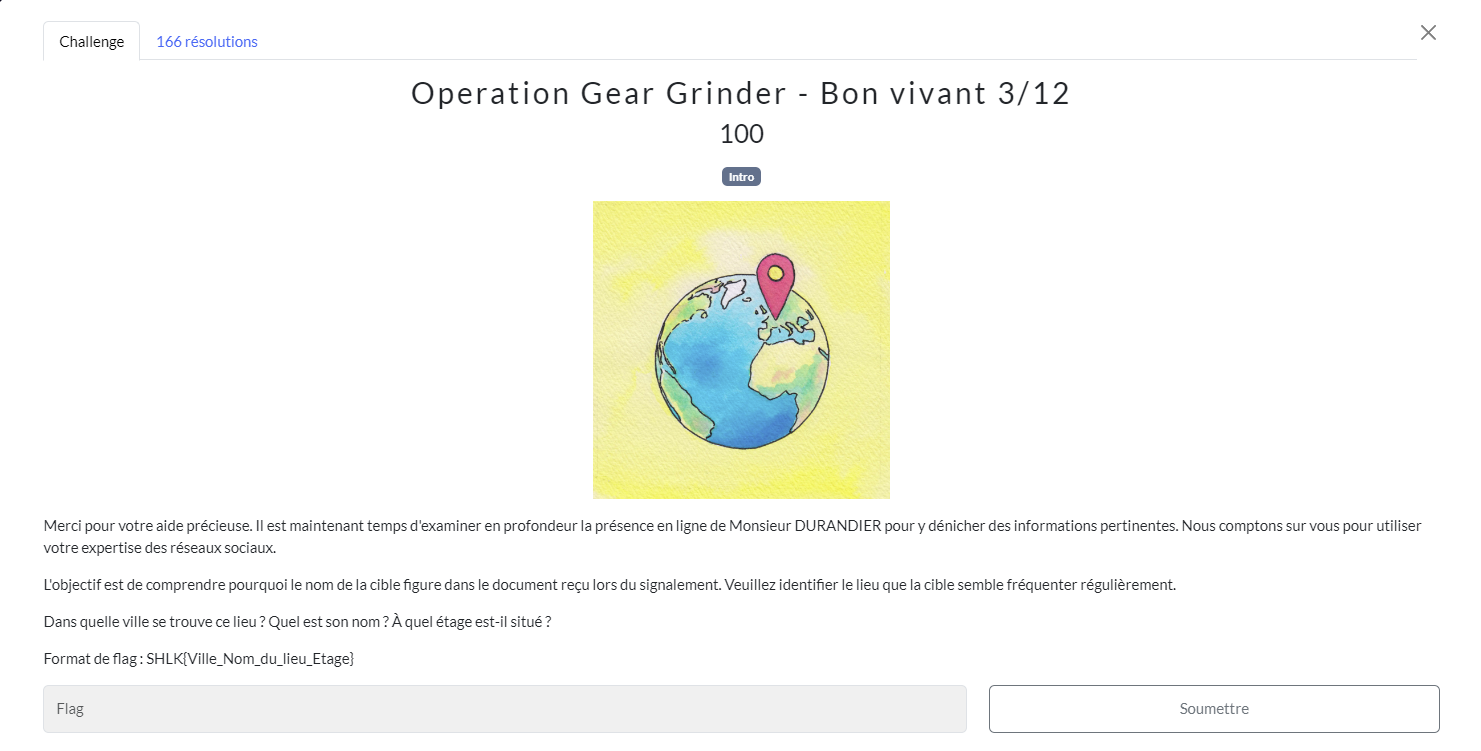 Challenge
166 résolutions
Operation Gear Grinder - Bon vivant 3/12
100
Intro
Merci pour votre aide précieuse. Il est maintenant temps d'examiner en profondeur la présence en ligne de Monsieur DURANDIER pour y dénicher des informations pertinentes. Nous comptons sur vous pour utiliser
votre expertise des réseaux sociaux.
L'objectif est de comprendre pourquoi le nom de la cible figure dans le document reçu lors du signalement. Veuillez identifier le lieu que la cible semble fréquenter régulièrement.
Dans quelle ville se trouve ce lieu ? Quel est son nom ? À quel étage est-il situé ?
Format de flag : SHLK{Ville_Nom_du_lieu_Etage}
Flag
Soumettre